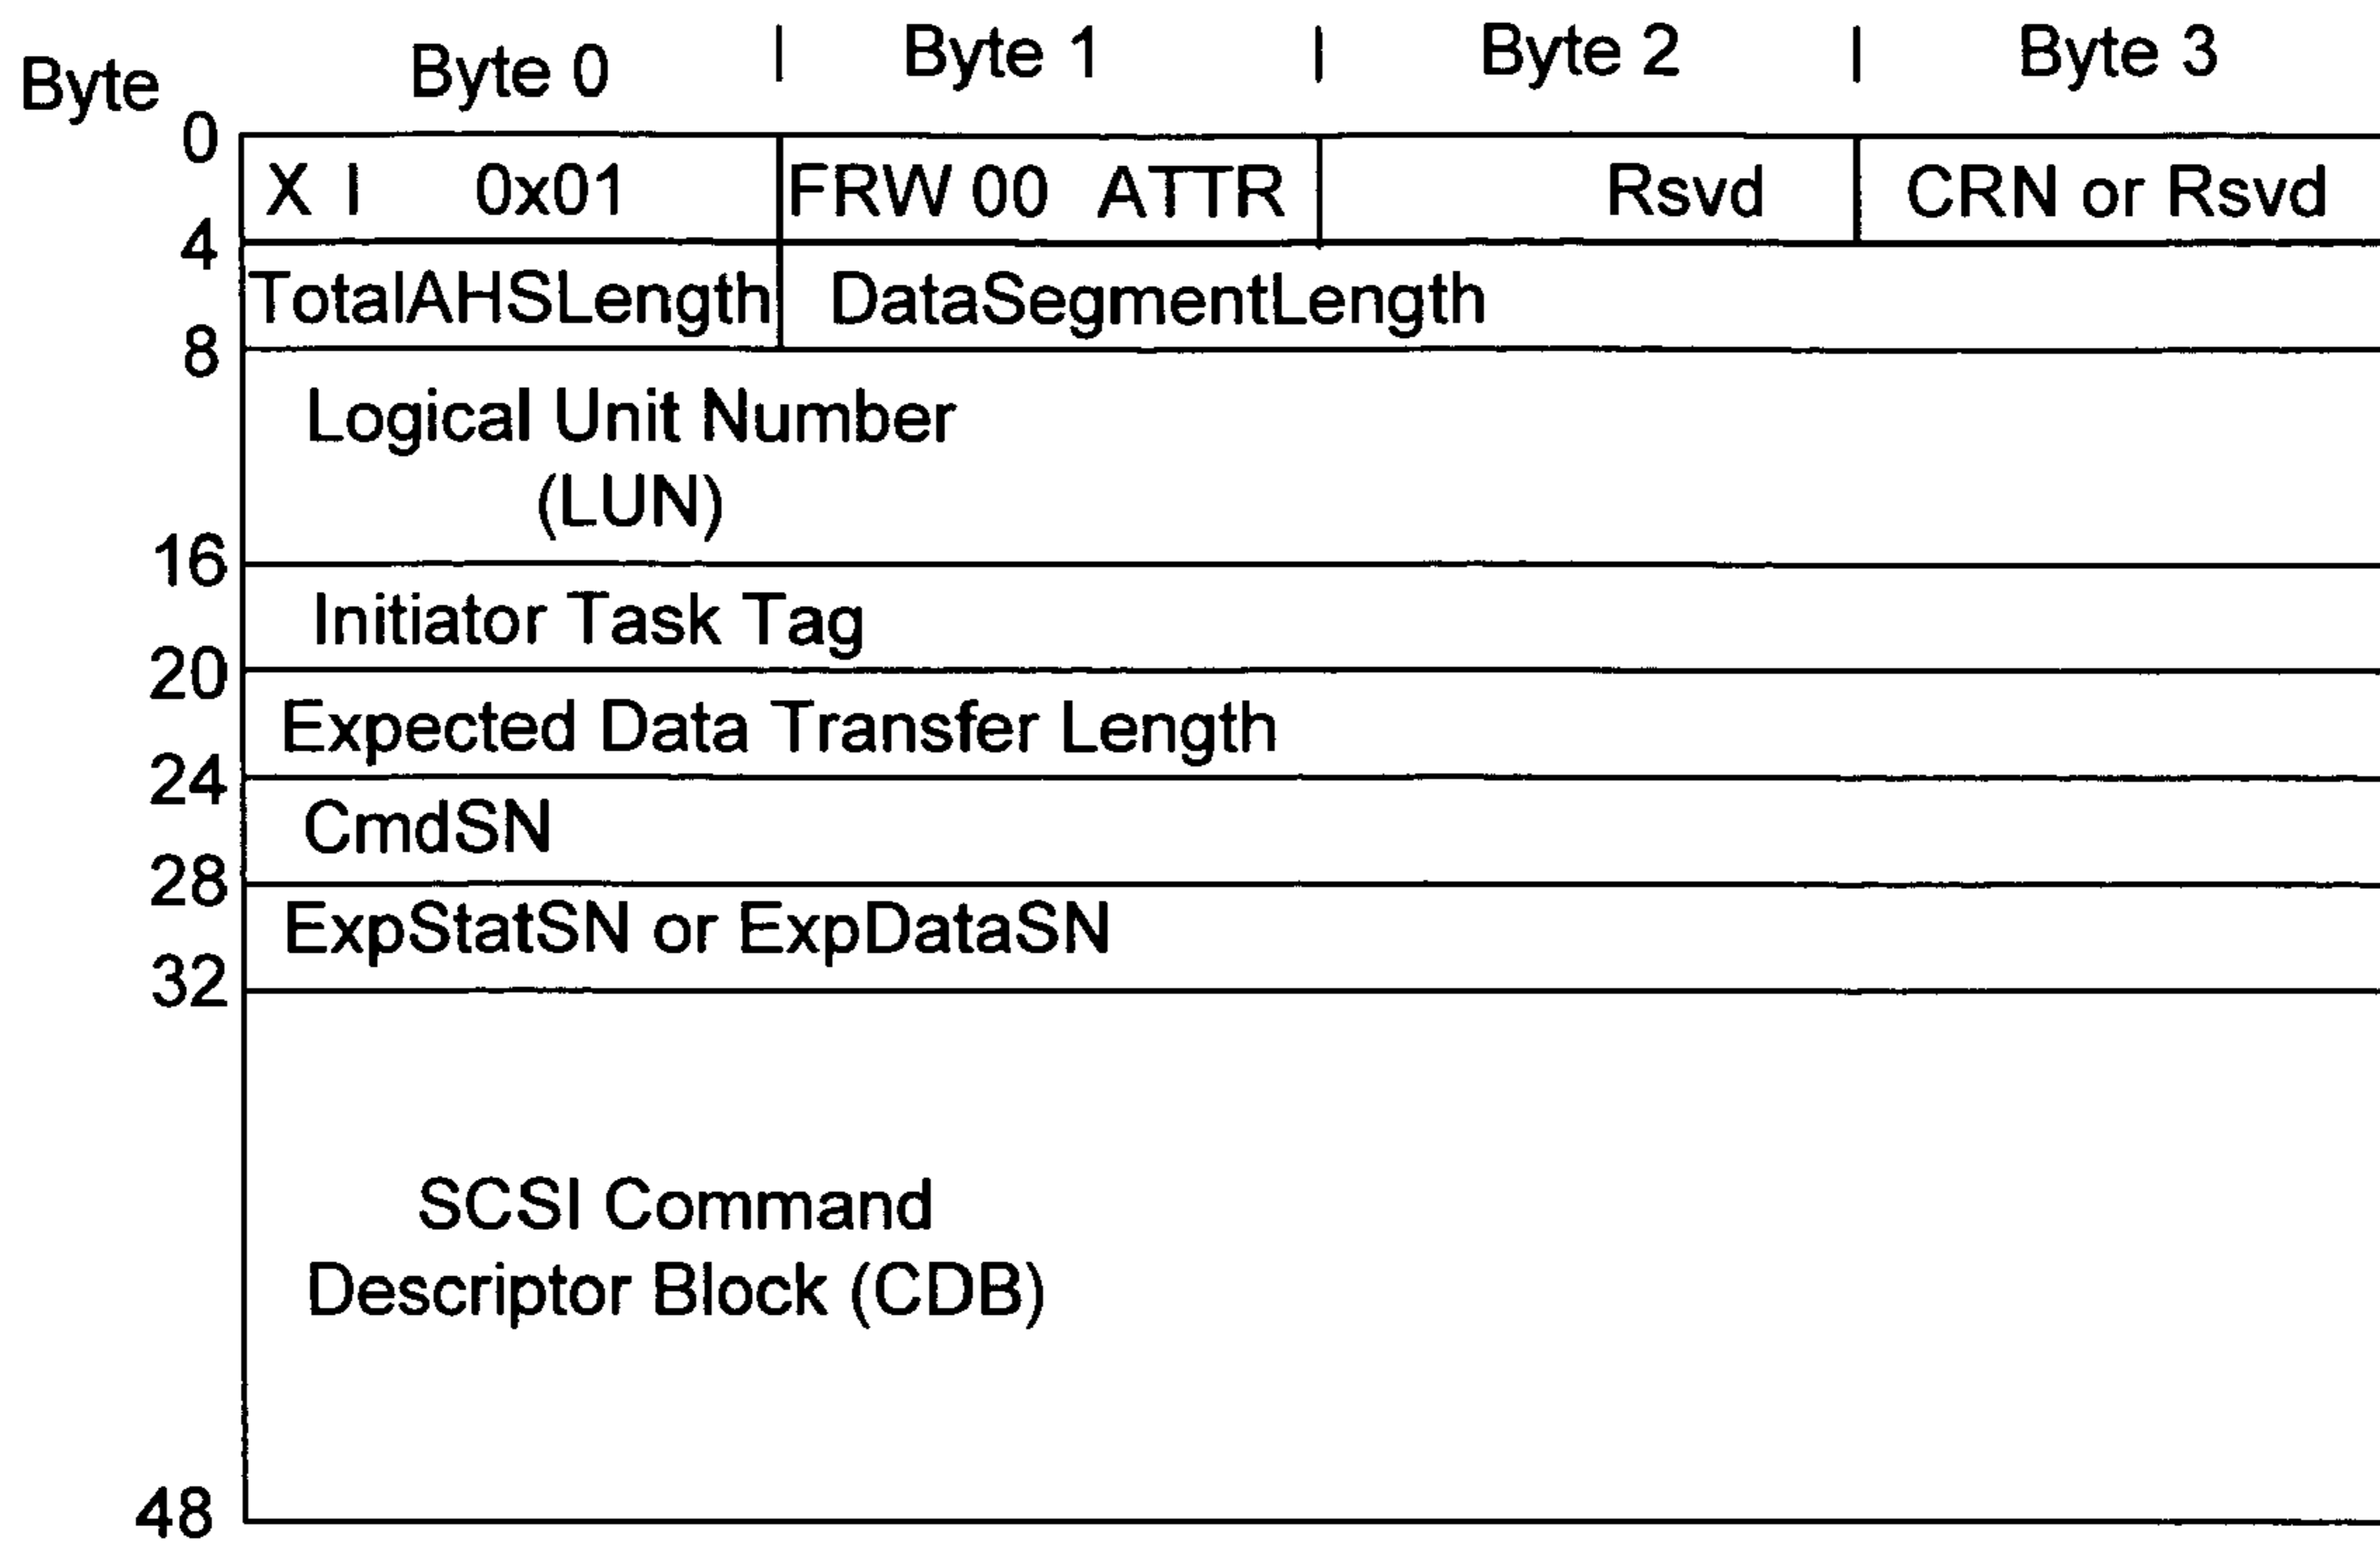 Byte Byte 0 | Byte 1 | Byte 2 | Byte 3
0
X I 0x01 FRW 00 ATTR Rsvd CRN or Rsvd
4
TotalAHSLength DataSegmentLength
8
Logical Unit Number
(LUN)
16
Initiator Task Tag
20
Expected Data Transfer Length
24
CmdSN
28
ExpStatSN or ExpDataSN
32
SCSI Command
Descriptor Block (CDB)
48